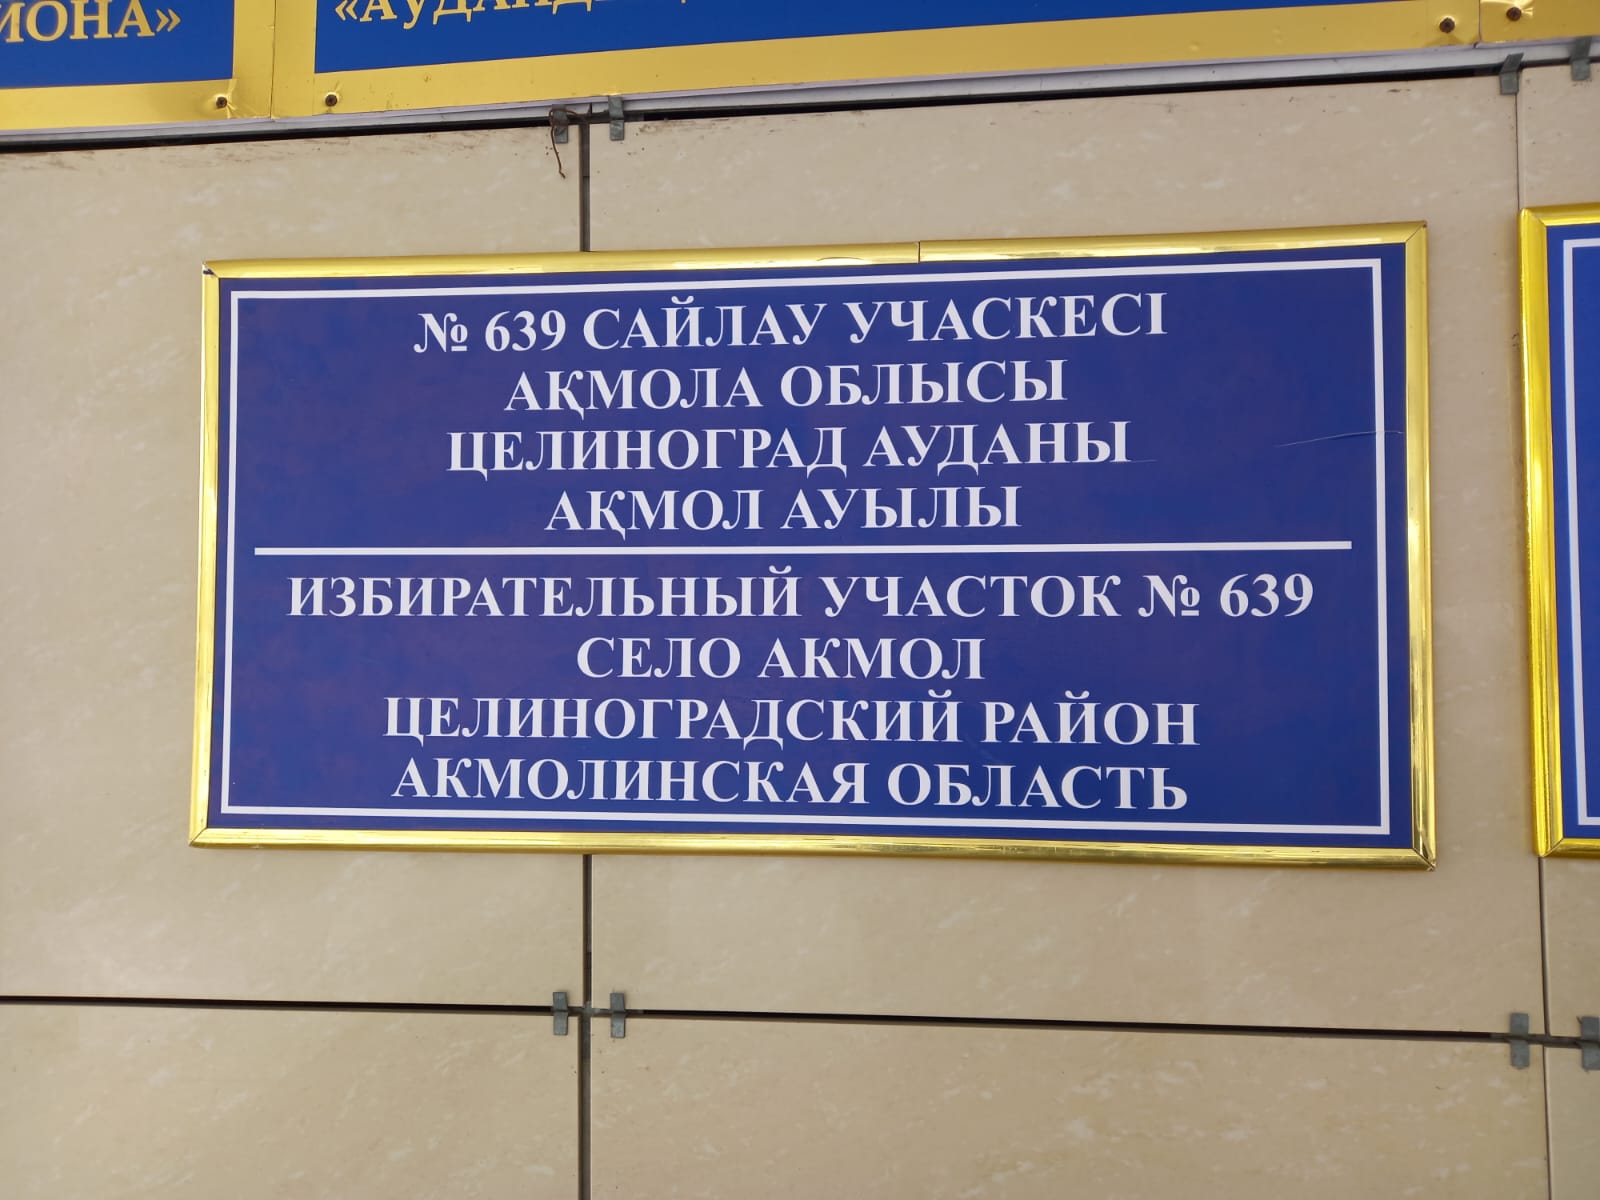 ИОНА»
№ 639 САЙЛАУ УЧАСКЕСІ
АҚМОЛА ОБЛЫСЫ
ЦЕЛИНОГРАД АУДАНЫ
АҚМОЛ АУЫЛЫ
ИЗБИРАТЕЛЬНЫЙ УЧАСТОК № 639
СЕЛО АКМОЛ
ЦЕЛИНОГРАДСКИЙ РАЙОН
АКМОЛИНСКАЯ ОБЛАСТЬ